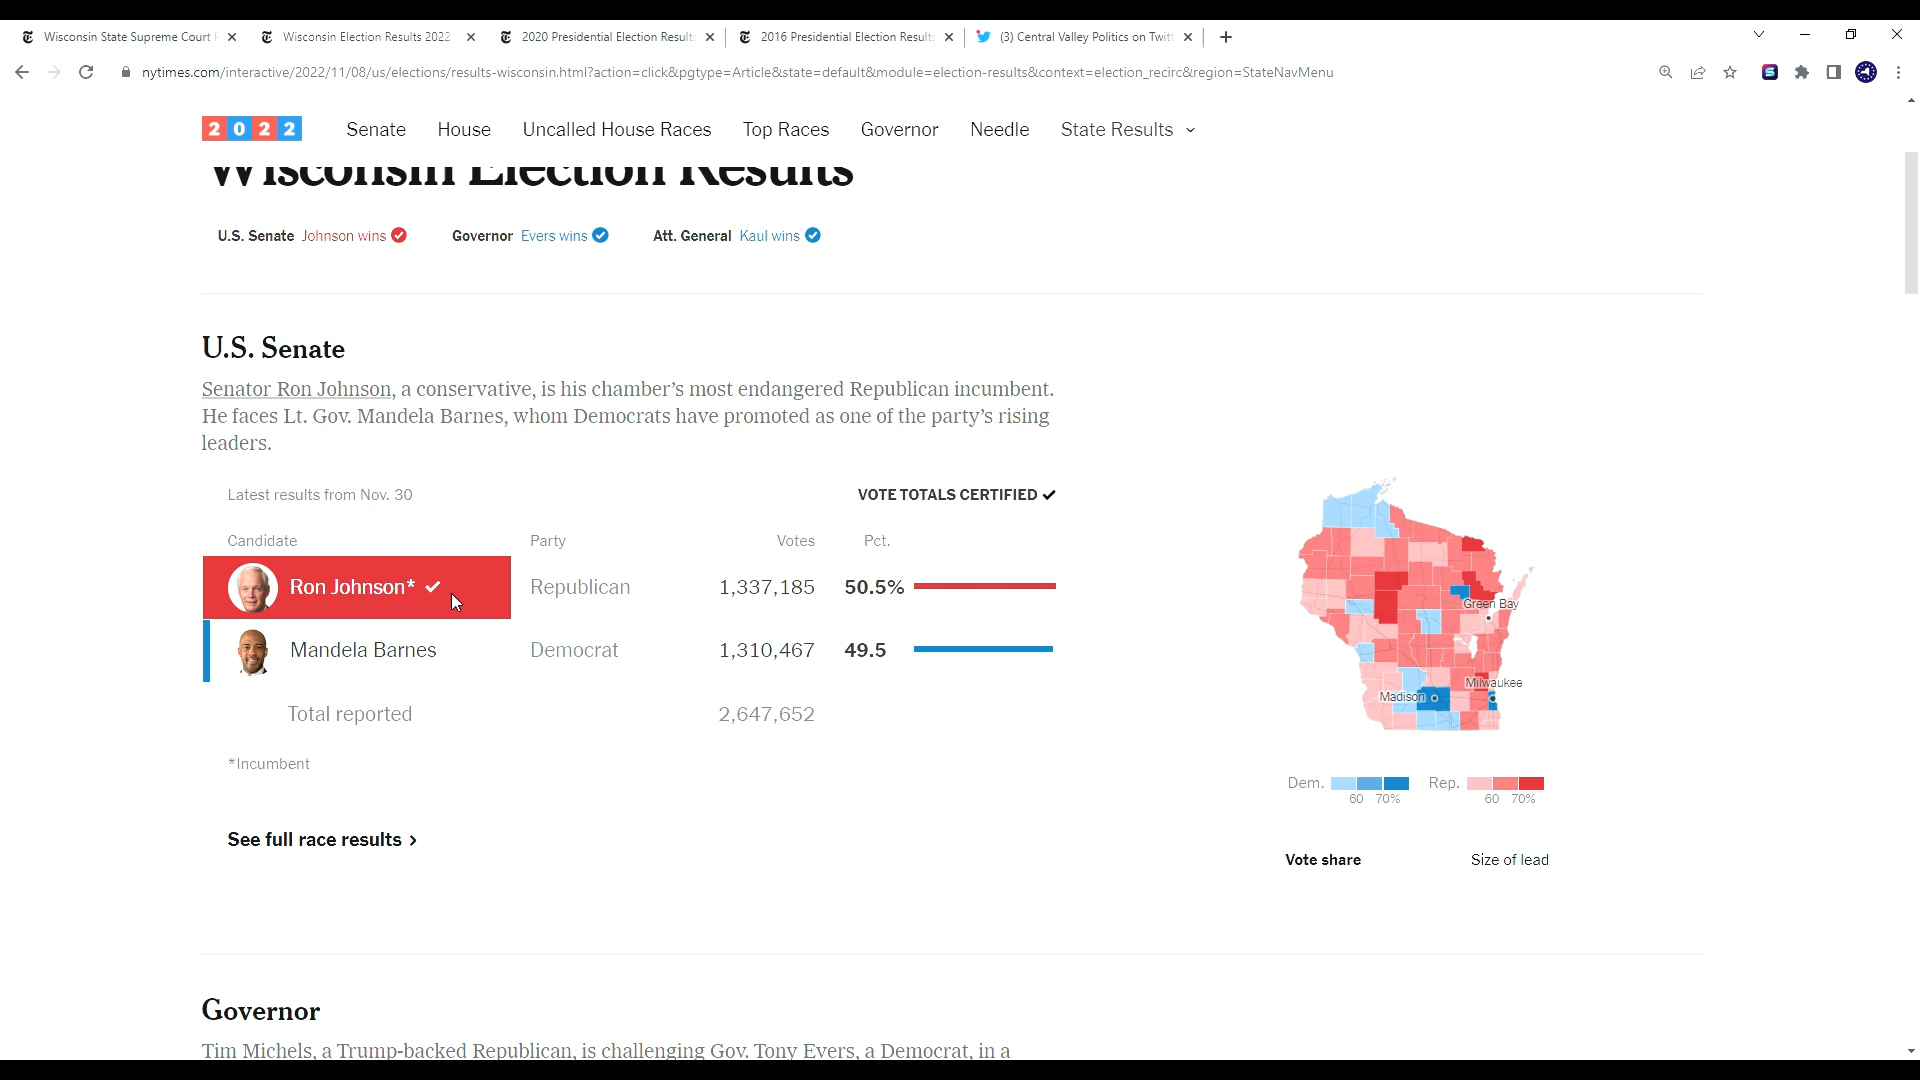 Wisconsin State Supreme Court
Wisconsin Election Results 2022
2020 Presidential Election Result
2016 Presidential Election Result
(3) Central Valley Politics on Twitt
nytimes.com/interactive/2022/11/08/us/elections/results-wisconsin.html?action=click&pgtype=Article&state=default&module=election-results&context=election_recirc&region=StateNavMenu
2022 Senate House Uncalled House Races Top Races Governor Needle State Results
Wisconsin Election Results
U.S. Senate Johnson wins Governor Evers wins Att. General Kaul wins
U.S. Senate
Senator Ron Johnson, a conservative, is his chamber's most endangered Republican incumbent.
He faces Lt. Gov. Mandela Barnes, whom Democrats have promoted as one of the party's rising
leaders.
Latest results from Nov. 30 VOTE TOTALS CERTIFIED
Candidate Party Votes Pct.
Ron Johnson* Republican 1,337,185 50.5%
Mandela Barnes Democrat 1,310,467 49.5
Total reported 2,647,652
*Incumbent
See full race results
Green Bay
Milwaukee
Madison
Dem. 60 70% Rep. 60 70%
Vote share Size of lead
Governor
Tim Michels, a Trump-backed Republican, is challenging Gov. Tony Evers, a Democrat, in a